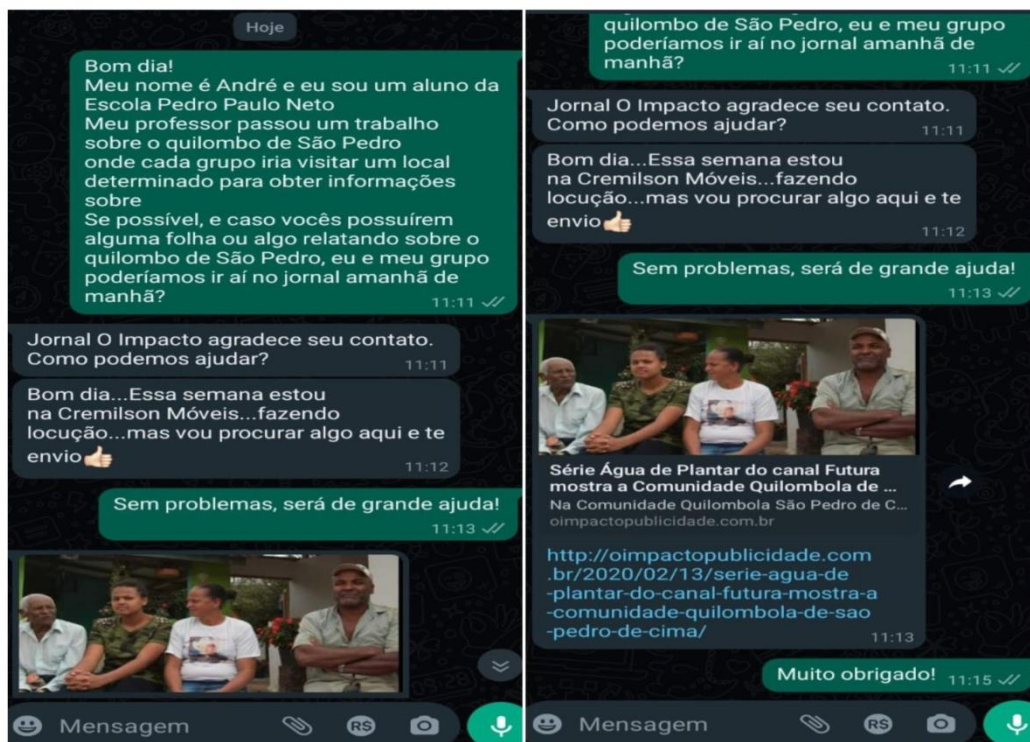 Hoje
Bom dia!
Meu nome é André e eu sou um aluno da
Escola Pedro Paulo Neto
Meu professor passou um trabalho
sobre o quilombo de São Pedro
onde cada grupo iria visitar um local
determinado para obter informações
sobre
Se possível, e caso vocês possuírem
alguma folha ou algo relatando sobre o
quilombo de São Pedro, eu e meu grupo
poderíamos ir aí no jornal amanhã de
manhã?
11:11
Jornal O Impacto agradece seu contato.
Como podemos ajudar?
11:11
Bom dia...Essa semana estou
na Cremilson Móveis...fazendo
locução...mas vou procurar algo aqui e te
envio👍🏻
11:12
Sem problemas, será de grande ajuda!
11:13
Mensagem
R$
quilombo de São Pedro, eu e meu grupo
poderíamos ir aí no jornal amanhã de
manhã?
11:11
Jornal O Impacto agradece seu contato.
Como podemos ajudar?
11:11
Bom dia...Essa semana estou
na Cremilson Móveis...fazendo
locução...mas vou procurar algo aqui e te
envio👍🏻
11:12
Sem problemas, será de grande ajuda!
11:13
Série Água de Plantar do canal Futura
mostra a Comunidade Quilombola de ...
Na Comunidade Quilombola São Pedro de C...
oimpactopublicidade.com.br
http://oimpactopublicidade.com
.br/2020/02/13/serie-agua-de
-plantar-do-canal-futura-mostra-a
-comunidade-quilombola-de-sao
-pedro-de-cima/
11:13
Muito obrigado!
11:15
Mensagem
R$